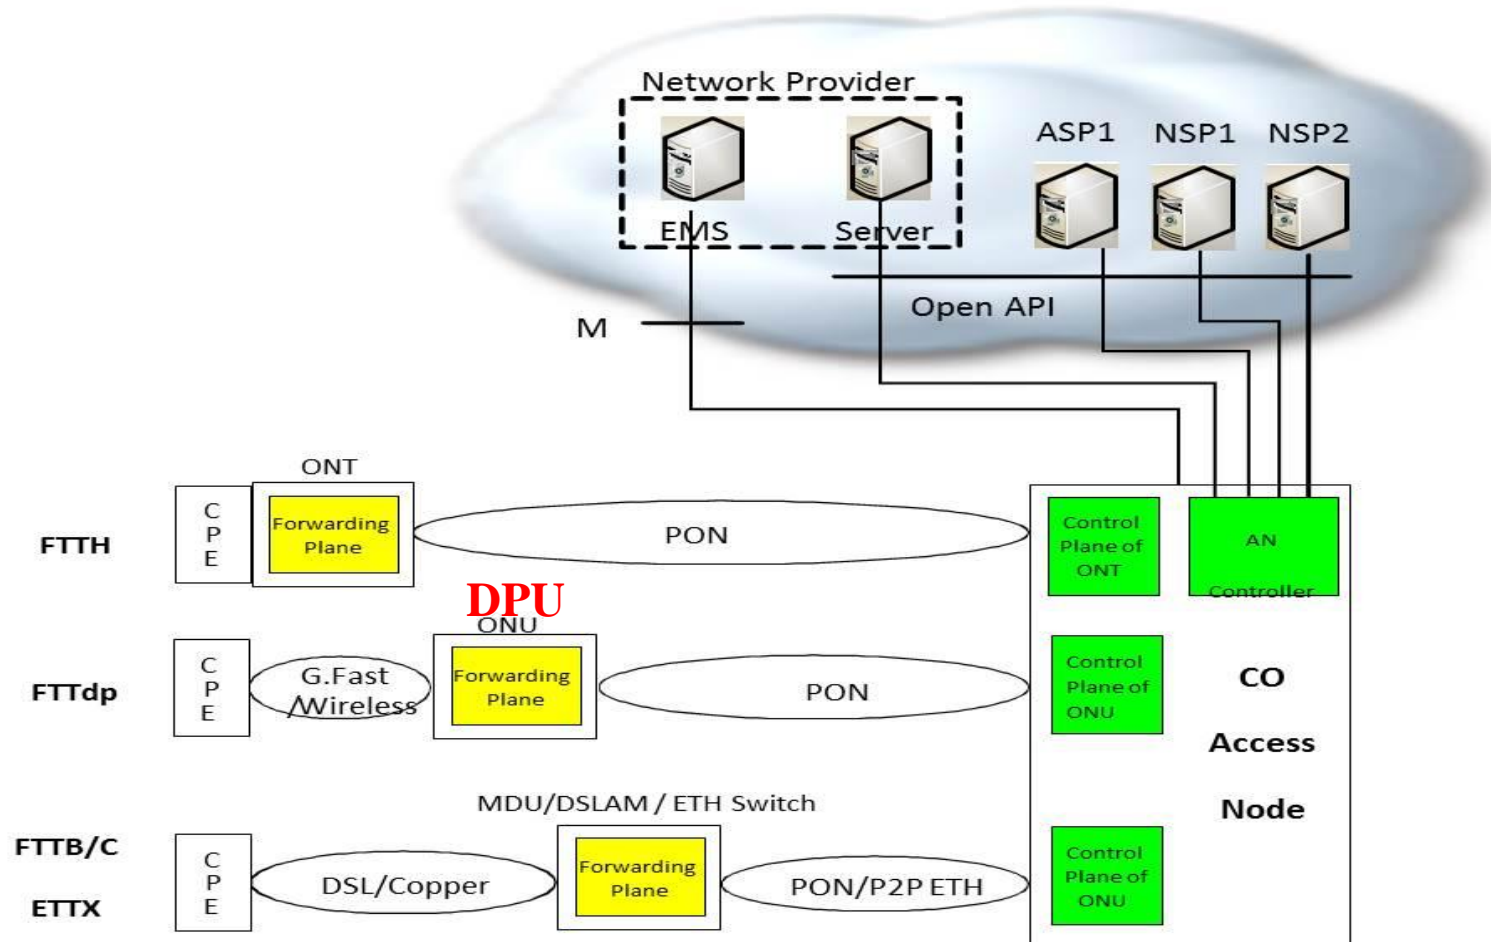 Network Provider
ASP1 NSP1 NSP2
EMS Server
Open API
M
ONT
FTTH
C
P
E
Forwarding
Plane
PON
Control
Plane of
ONT
AN
Controller
DPU
ONU
FTTdp
C
P
E
G.Fast
/Wireless
Forwarding
Plane
PON
Control
Plane of
ONU
CO
Access
Node
MDU/DSLAM / ETH Switch
FTTB/C
ETTX
C
P
E
DSL/Copper
Forwarding
Plane
PON/P2P ETH
Control
Plane of
ONU